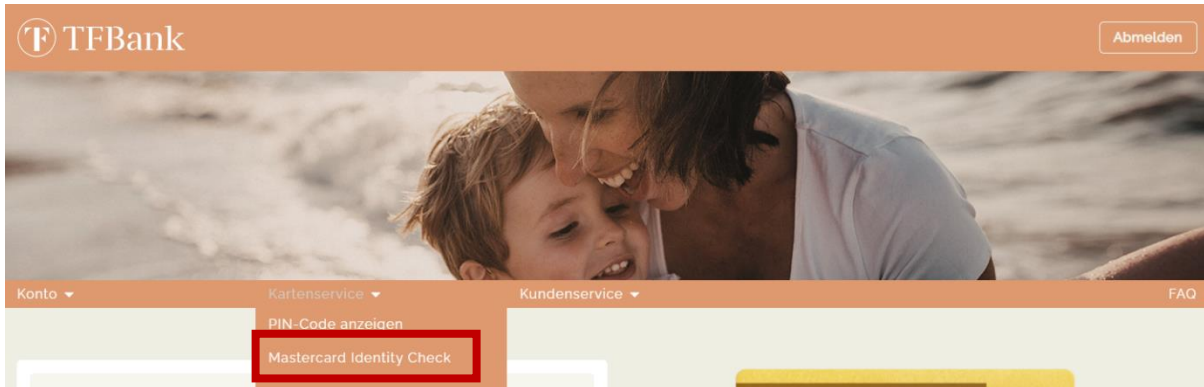 TFBank
Abmelden
Konto Kartenservice Kundenservice FAQ
PIN-Code anzeigen
Mastercard Identity Check